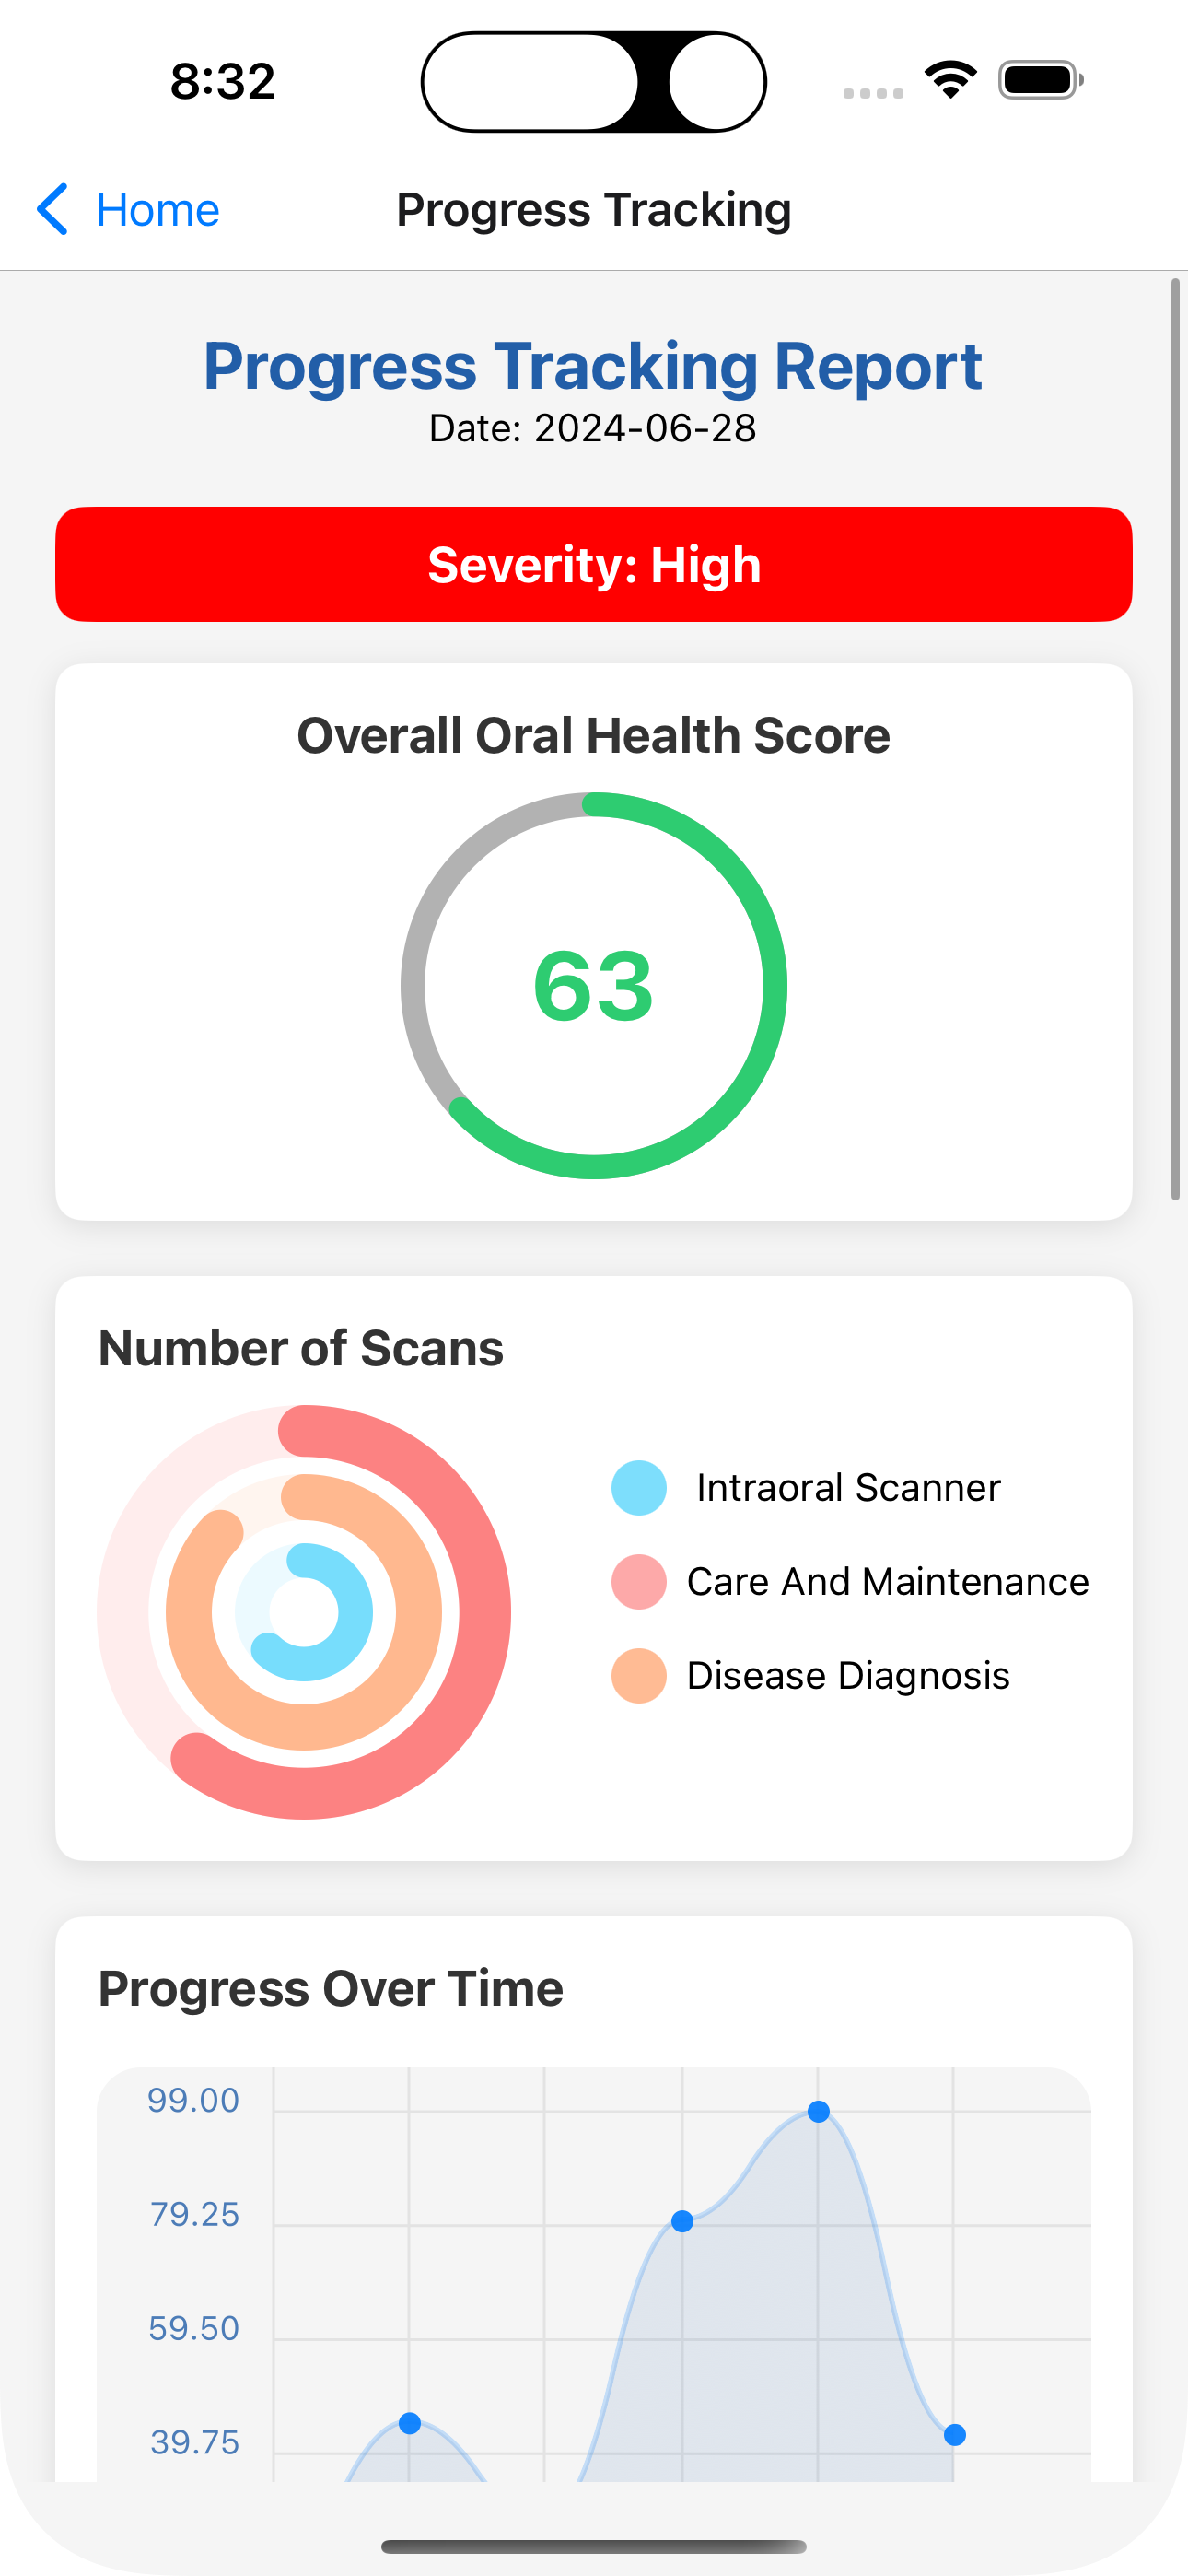 8:32
Home
Progress Tracking
Progress Tracking Report
Date: 2024-06-28
Severity: High
Overall Oral Health Score
63
Number of Scans
Intraoral Scanner
Care And Maintenance
Disease Diagnosis
Progress Over Time
99.00
79.25
59.50
39.75